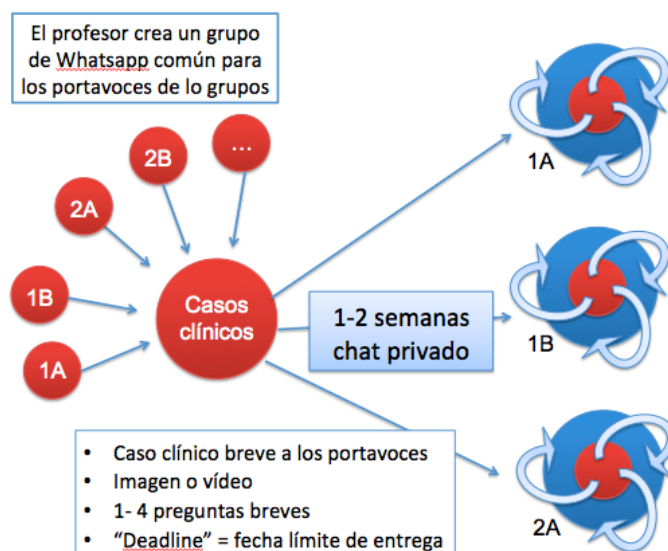 El profesor crea un grupo
de Whatsapp común para
los portavoces de lo grupos
...
2B
2A
1B
1A
Casos
clínicos
1-2 semanas
chat privado
1A
1B
2A
• Caso clínico breve a los portavoces
• Imagen o vídeo
• 1- 4 preguntas breves
• “Deadline” = fecha límite de entrega